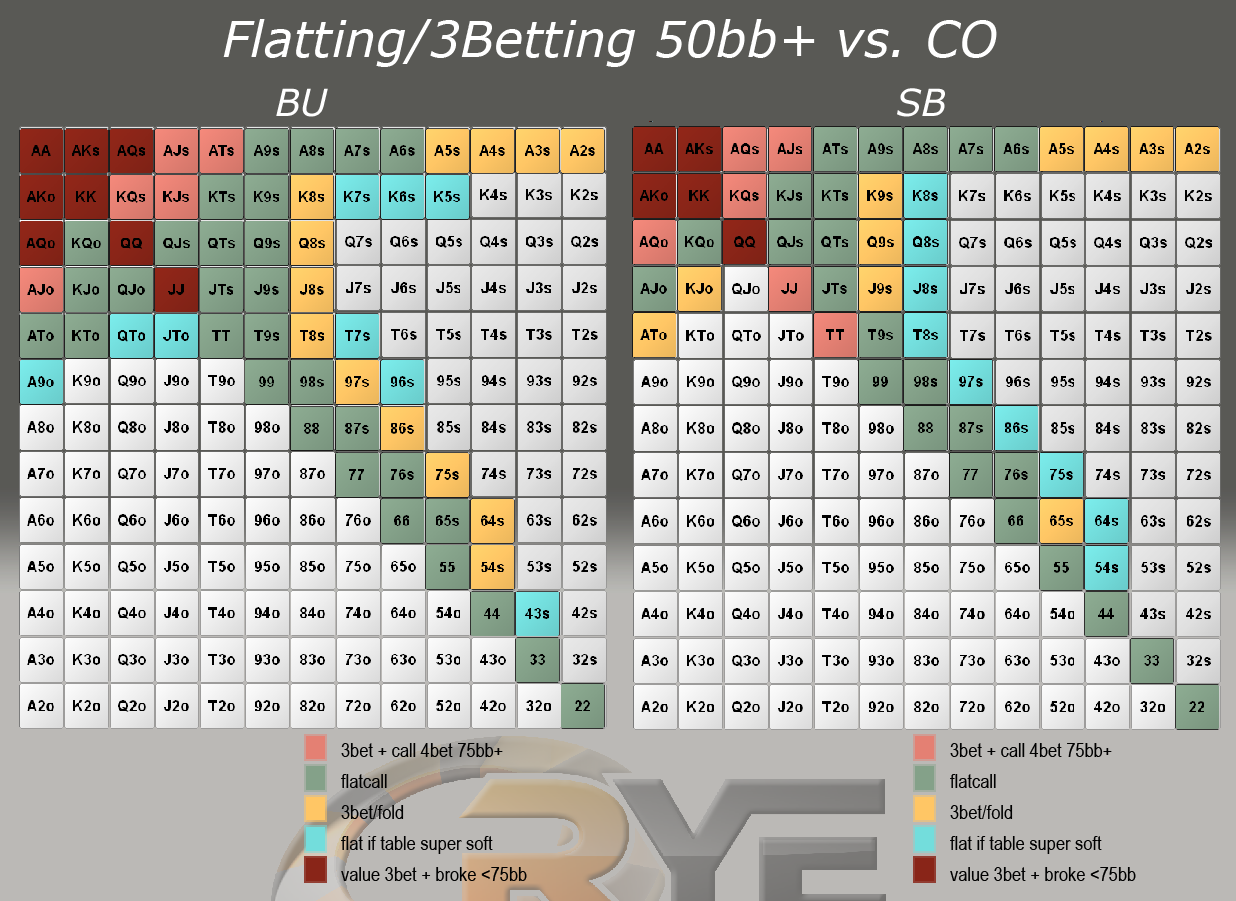 Flatting/3Betting 50bb+ vs. CO
BU
AA AKs AQs AJs ATs A9s A8s A7s A6s A5s A4s A3s A2s
AKo KK KQs KJs KTs K9s K8s K7s K6s K5s K4s K3s K2s
AQo KQo QQ QJs QTs Q9s Q8s Q7s Q6s Q5s Q4s Q3s Q2s
AJo KJo QJo JJ JTs J9s J8s J7s J6s J5s J4s J3s J2s
ATo KTo QTo JTo TT T9s T8s T7s T6s T5s T4s T3s T2s
A9o K9o Q9o J9o T9o 99 98s 97s 96s 95s 94s 93s 92s
A8o K8o Q8o J8o T8o 98o 88 87s 86s 85s 84s 83s 82s
A7o K7o Q7o J7o T7o 97o 87o 77 76s 75s 74s 73s 72s
A6o K6o Q6o J6o T6o 96o 86o 76o 66 65s 64s 63s 62s
A5o K5o Q5o J5o T5o 95o 85o 75o 65o 55 54s 53s 52s
A4o K4o Q4o J4o T4o 94o 84o 74o 64o 54o 44 43s 42s
A3o K3o Q3o J3o T3o 93o 83o 73o 63o 53o 43o 33 32s
A2o K2o Q2o J2o T2o 92o 82o 72o 62o 52o 42o 32o 22
3bet + call 4bet 75bb+
flatcall
3bet/fold
flat if table super soft
value 3bet + broke <75bb
SB
AA AKs AQs AJs ATs A9s A8s A7s A6s A5s A4s A3s A2s
AKo KK KQs KJs KTs K9s K8s K7s K6s K5s K4s K3s K2s
AQo KQo QQ QJs QTs Q9s Q8s Q7s Q6s Q5s Q4s Q3s Q2s
AJo KJo QJo JJ JTs J9s J8s J7s J6s J5s J4s J3s J2s
ATo KTo QTo JTo TT T9s T8s T7s T6s T5s T4s T3s T2s
A9o K9o Q9o J9o T9o 99 98s 97s 96s 95s 94s 93s 92s
A8o K8o Q8o J8o T8o 98o 88 87s 86s 85s 84s 83s 82s
A7o K7o Q7o J7o T7o 97o 87o 77 76s 75s 74s 73s 72s
A6o K6o Q6o J6o T6o 96o 86o 76o 66 65s 64s 63s 62s
A5o K5o Q5o J5o T5o 95o 85o 75o 65o 55 54s 53s 52s
A4o K4o Q4o J4o T4o 94o 84o 74o 64o 54o 44 43s 42s
A3o K3o Q3o J3o T3o 93o 83o 73o 63o 53o 43o 33 32s
A2o K2o Q2o J2o T2o 92o 82o 72o 62o 52o 42o 32o 22
3bet + call 4bet 75bb+
flatcall
3bet/fold
flat if table super soft
value 3bet + broke <75bb
RYE